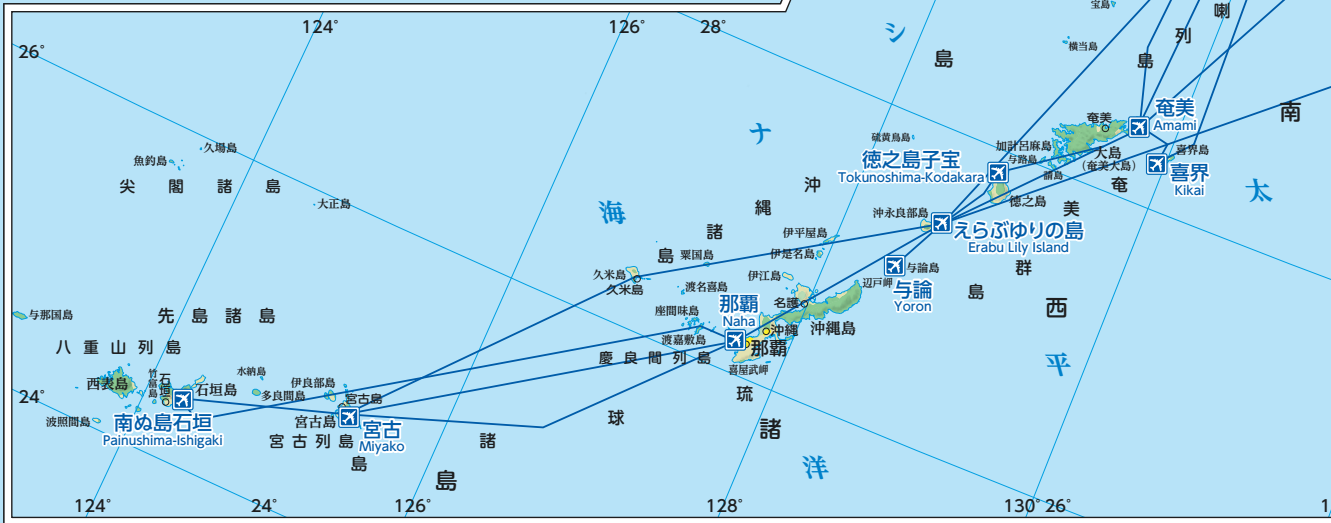 124°
126°
28°
26°
宝島
喇
列
島
横当島
シ
島
ナ
海
南
太
西
平
洋
魚釣島
久場島
尖閣諸島
大正島
硫黄鳥島
奄美
奄美
Amami
加計呂麻島
与路島
請島
大島
(奄美大島)
喜界島
喜界
Kikai
徳之島子宝
Tokunoshima-Kodakara
徳之島
奄
美
群
島
沖永良部島
えらぶゆりの島
Erabu Lily Island
与論島
与論
Yoron
沖
縄
諸
島
伊平屋島
伊是名島
伊江島
辺戸岬
粟国島
久米島
久米島
渡名喜島
座間味島
渡嘉敷島
慶良間列島
那覇
Naha
名護
沖縄
沖縄島
那覇
喜屋武岬
琉
球
諸
島
諸
島
与那国島
先島諸島
八重山列島
西表島
竹富島
石垣
石垣島
波照間島
南ぬ島石垣
Painushima-Ishigaki
水納島
多良間島
伊良部島
宮古島
宮古島
宮古
Miyako
宮古列島
24°
124°
24°
126°
128°
130°
26°
1